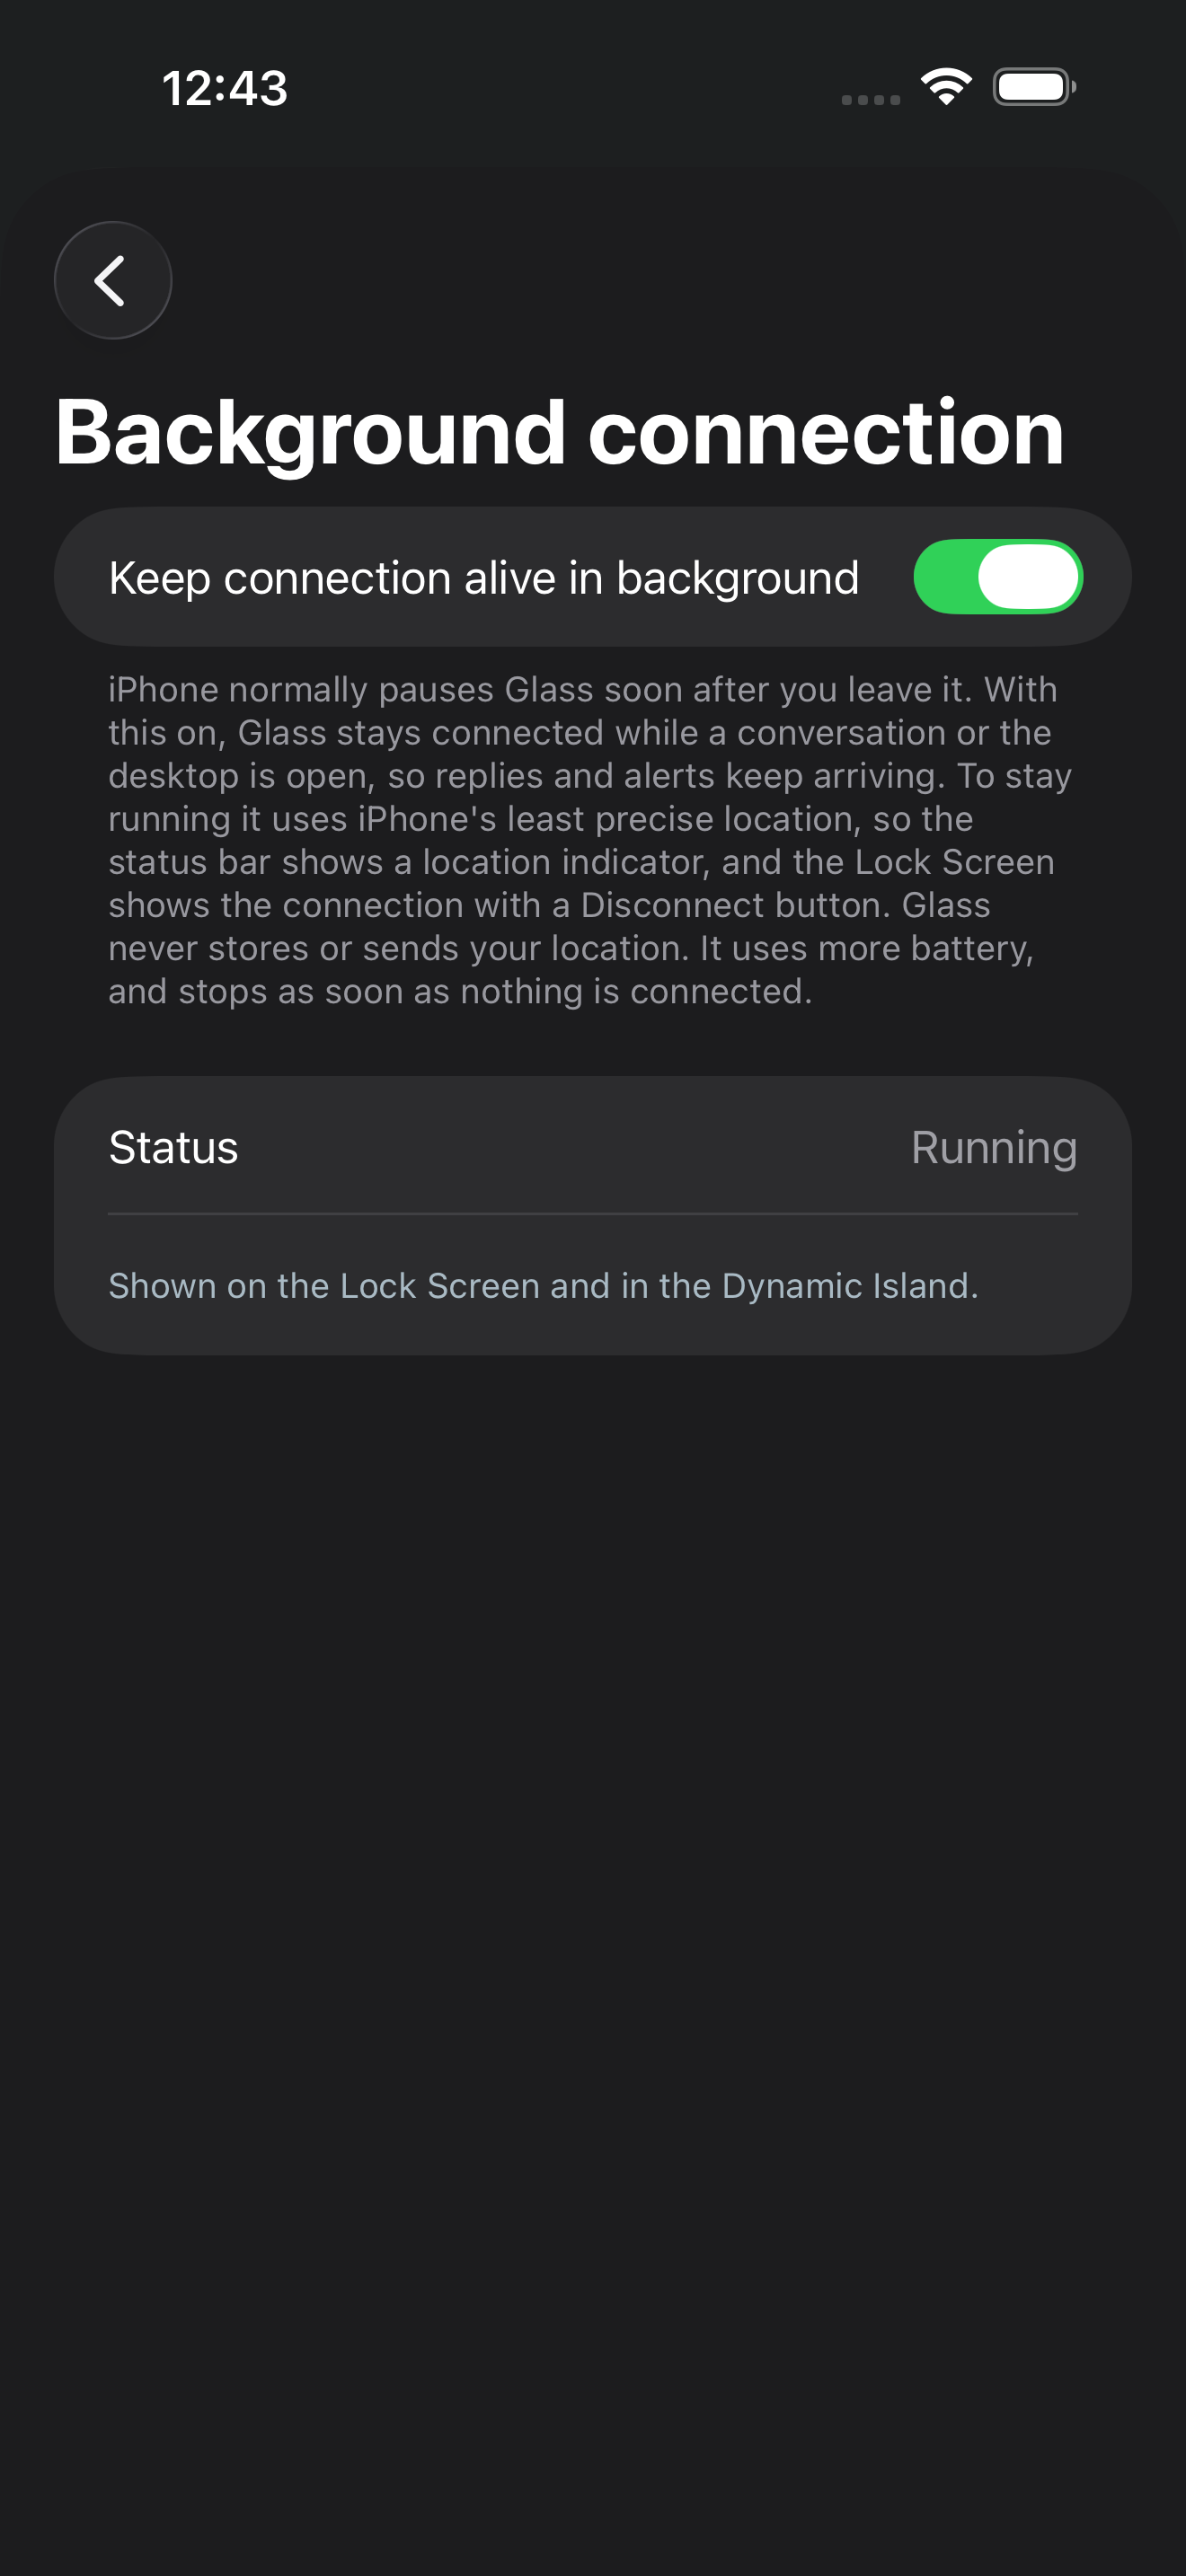 12:43
Background connection
Keep connection alive in background
iPhone normally pauses Glass soon after you leave it. With
this on, Glass stays connected while a conversation or the
desktop is open, so replies and alerts keep arriving. To stay
running it uses iPhone's least precise location, so the
status bar shows a location indicator, and the Lock Screen
shows the connection with a Disconnect button. Glass
never stores or sends your location. It uses more battery,
and stops as soon as nothing is connected.
Status Running
Shown on the Lock Screen and in the Dynamic Island.